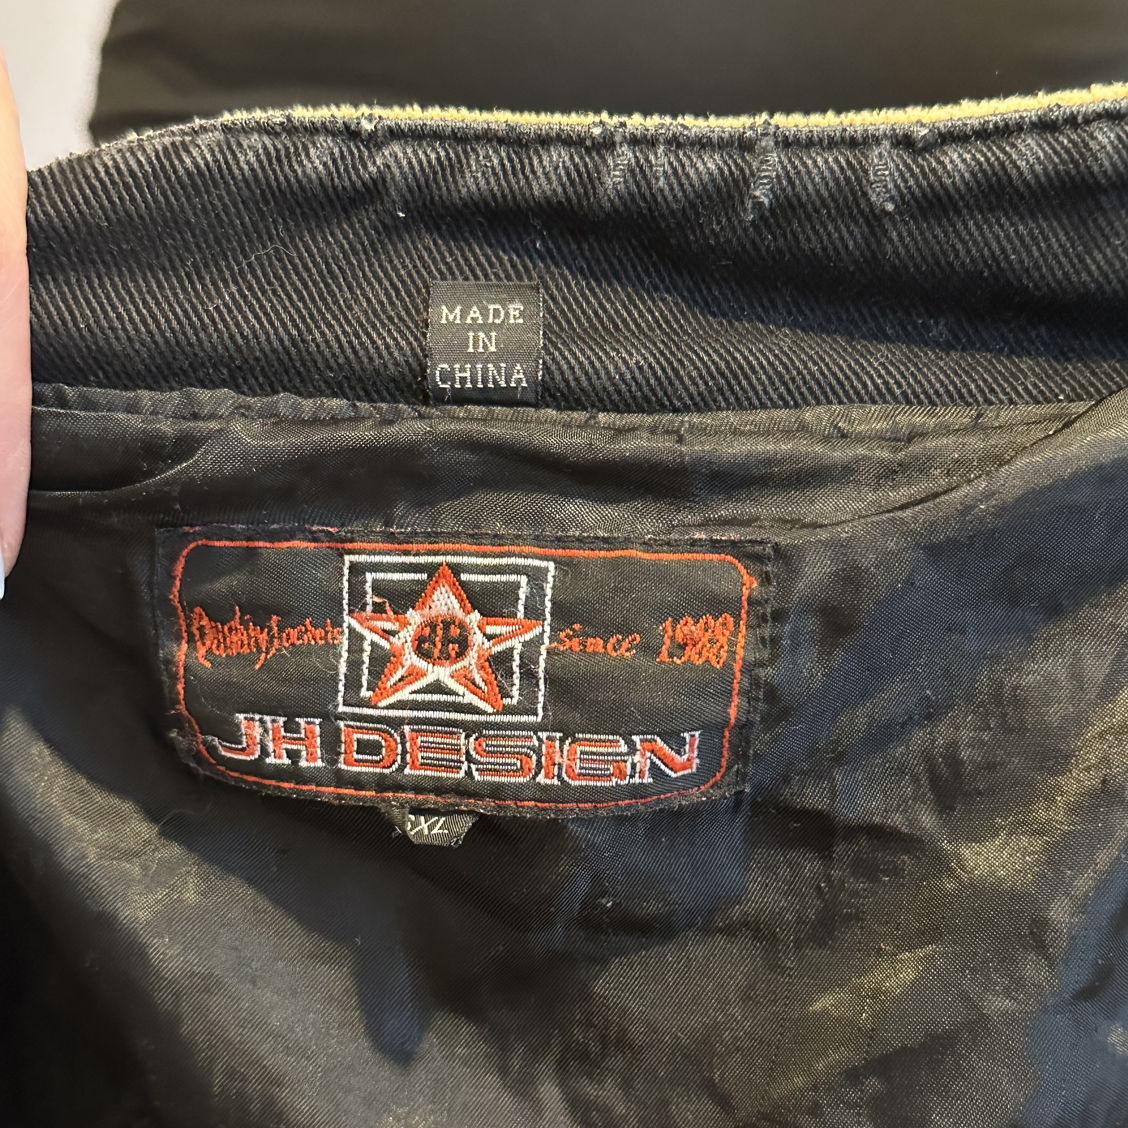 MADE
IN
CHINA
Quality Jackets
JH
Since 1988
JH DESIGN